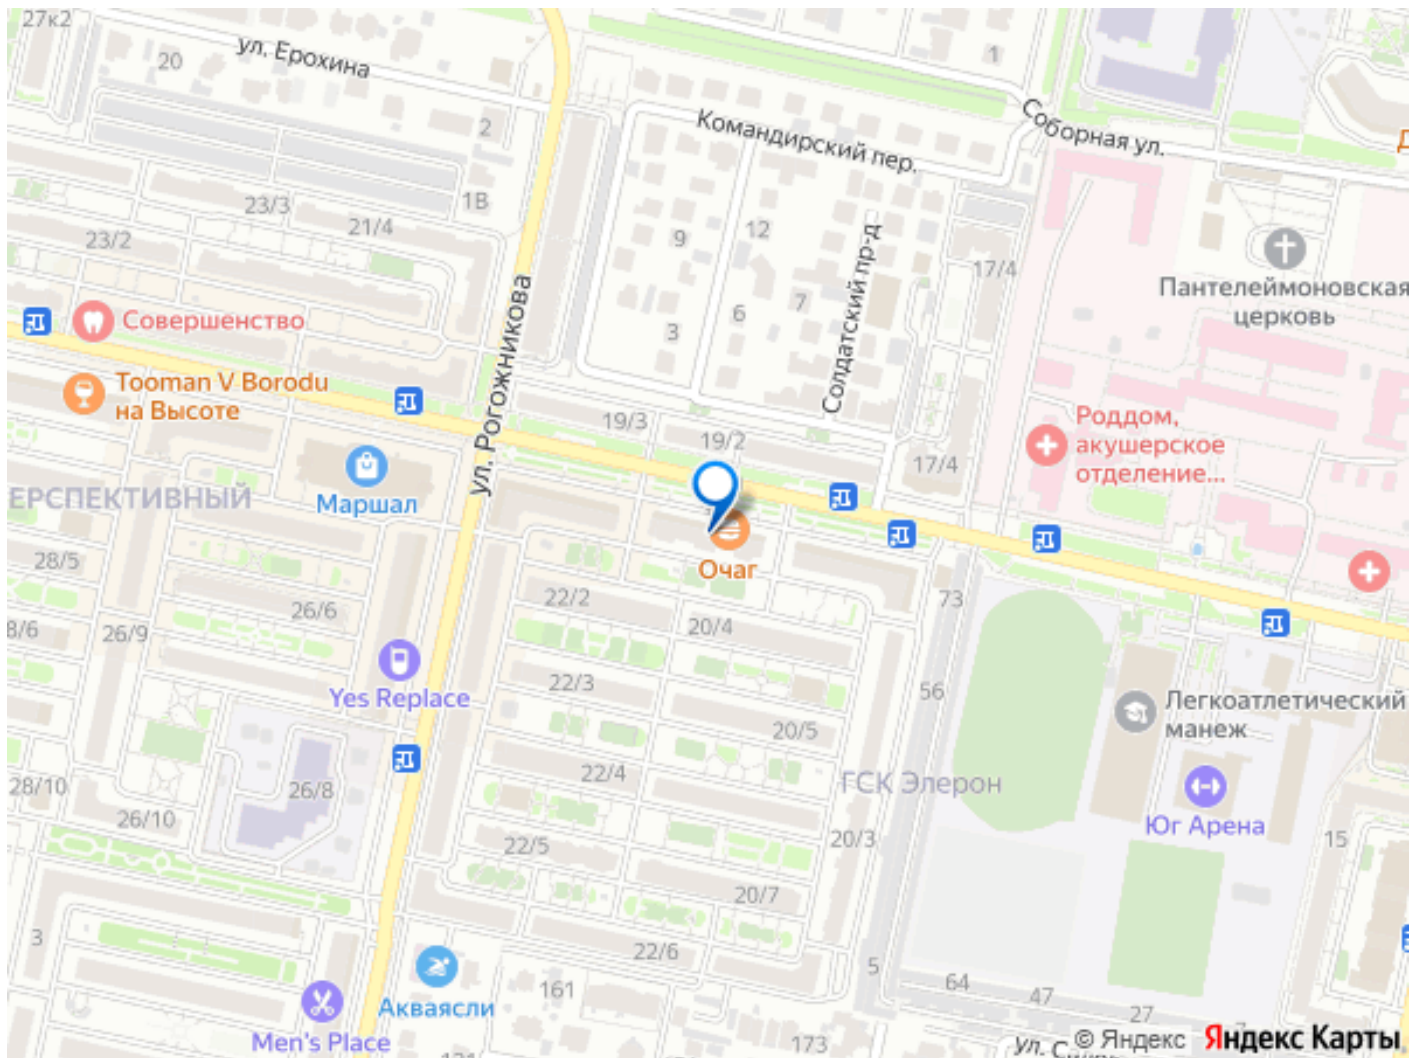 27к2
ул. Ерохина
20
1
2
Командирский пер.
Соборная ул.
1В
23/3
21/4
23/2
9
12
17/4
Солдатский пр-д
Пантелеймоновская
церковь
7
6
3
Совершенство
ул. Рогожникова
Tooman V Borodu
на Высоте
19/3
19/2
17/4
Роддом,
акушерское
отделение...
Маршал
ЕРСПЕКТИВНЫЙ
Очаг
28/5
26/6
22/2
20/4
73
8/6
26/9
Yes Replace
22/3
56
Легкоатлетический
манеж
20/5
22/4
ГСК Элерон
28/10
26/8
26/10
Юг Арена
22/5
20/3
15
20/7
3
22/6
5
64
47
27
Акваясли
161
Men's Place
173
© Яндекс
Яндекс Карты